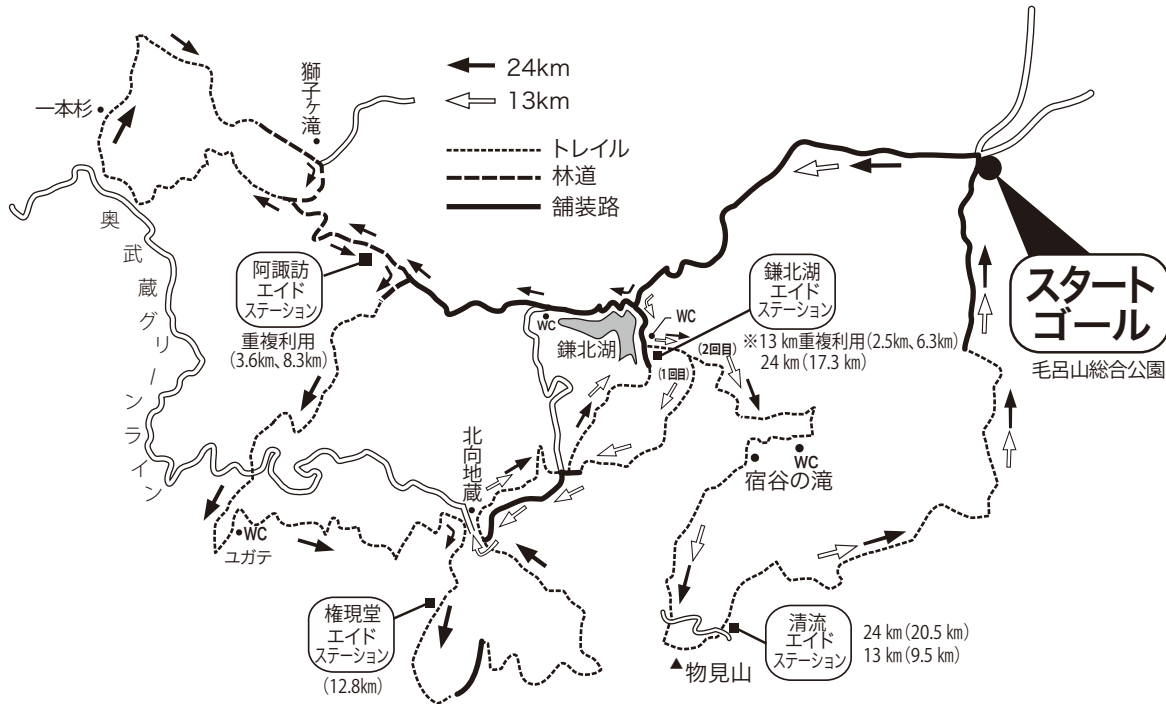 24km
13km
トレイル
林道
舗装路
一本杉
獅子ヶ滝
奥武蔵グリーンライン
阿諏訪
エイド
ステーション
重複利用
(3.6km、8.3km)
WC
鎌北湖
WC
鎌北湖
エイド
ステーション
※13 km重複利用(2.5km、6.3km)
24 km (17.3 km)
(2回目)
(1回目)
スタート
ゴール
毛呂山総合公園
北向地蔵
宿谷の滝
WC
WC
ユガテ
権現堂
エイド
ステーション
(12.8km)
清流
エイド
ステーション
24 km (20.5 km)
13 km (9.5 km)
▲物見山